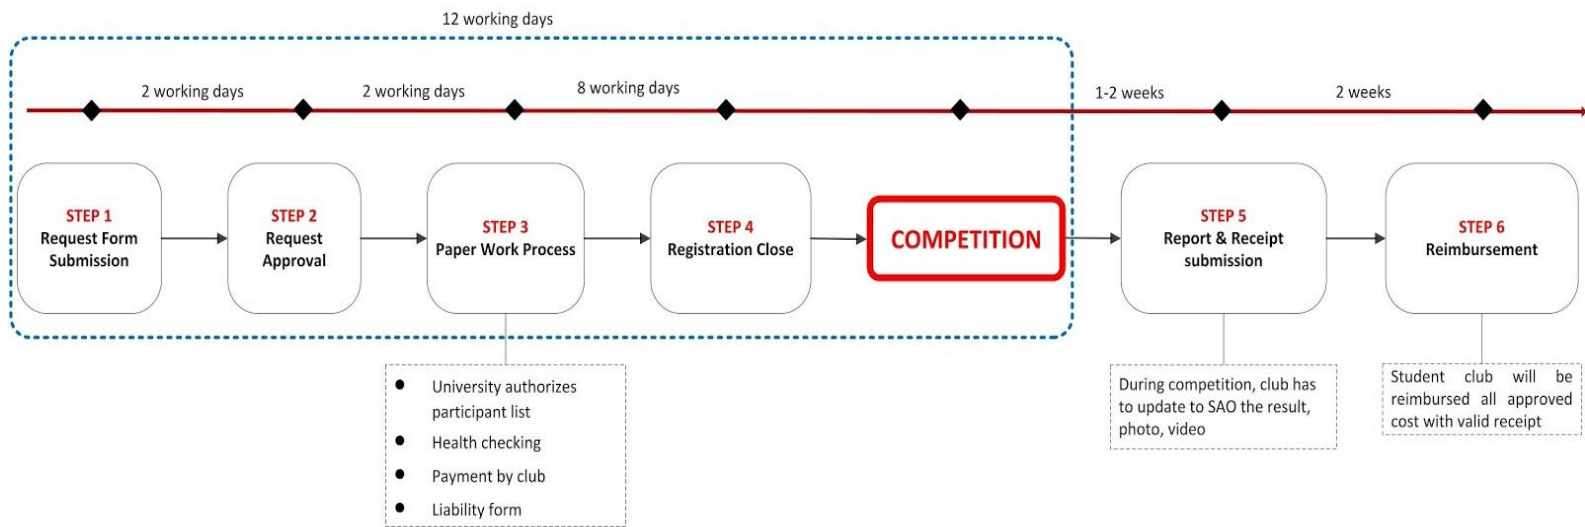 12 working days
2 working days
2 working days
8 working days
1-2 weeks
2 weeks
STEP 1
Request Form
Submission
STEP 2
Request
Approval
STEP 3
Paper Work Process
STEP 4
Registration Close
COMPETITION
STEP 5
Report & Receipt
submission
STEP 6
Reimbursement
● University authorizes
participant list
● Health checking
● Payment by club
● Liability form
During competition, club has
to update to SAO the result,
photo, video
Student club will be
reimbursed all approved
cost with valid receipt